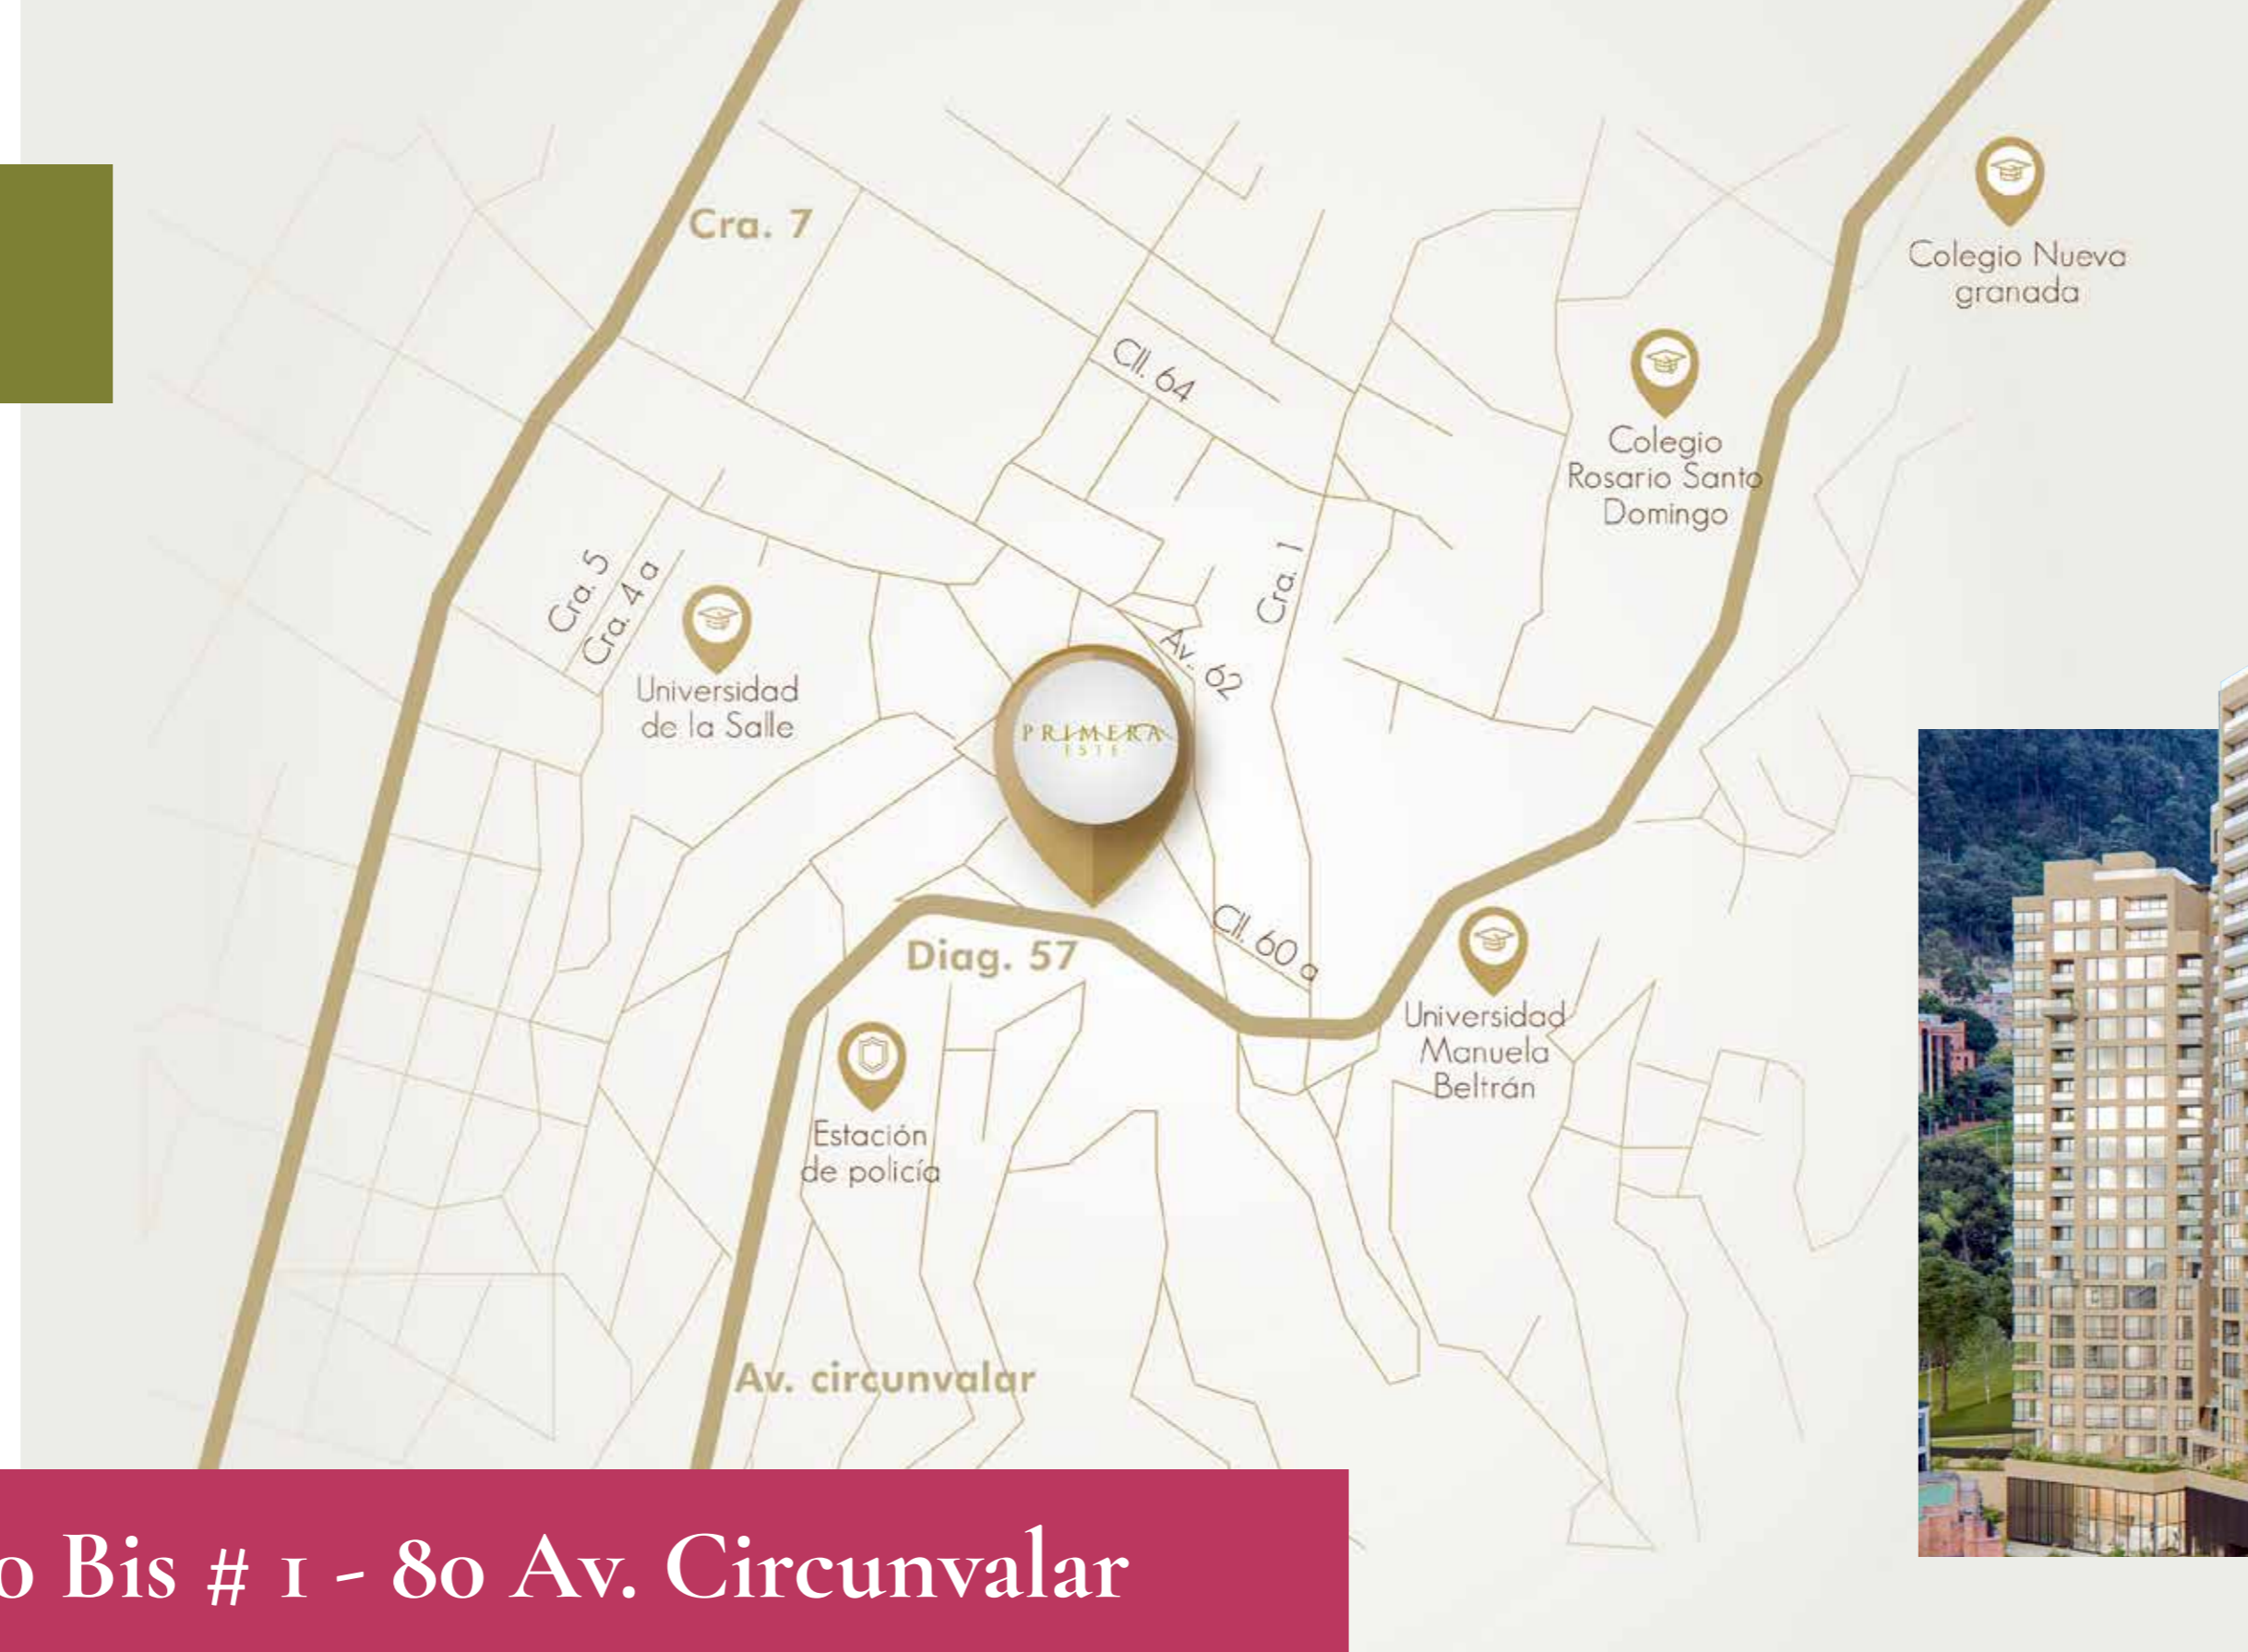 Cra. 7
Colegio Nueva
granada
Cll. 64
Colegio
Rosario Santo
Domingo
Cra. 5
Cra. 4 a
Cra. 1
Universidad
de la Salle
Av. 62
PRIMERA
ESTE
Cll. 60 a
Diag. 57
Universidad
Manuela
Beltrán
Estación
de policía
Av. circunvalar
o Bis # 1 - 80 Av. Circunvalar